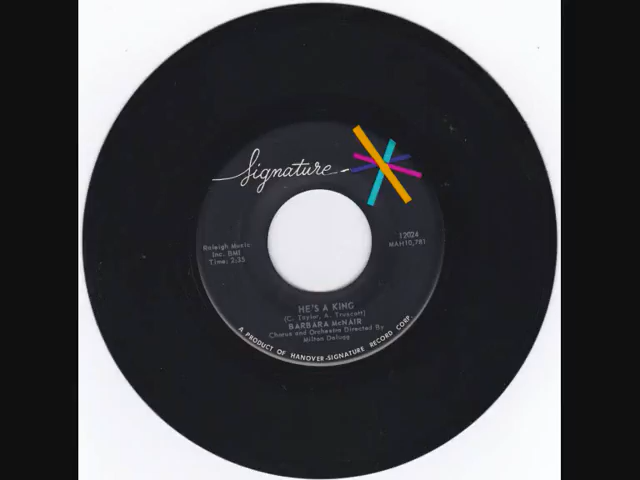 Signature
Raleigh Music
Inc. BMI
Time: 2:25
12024
MAH10,781
HE'S A KING
(C. Taylor, A. Truscott)
BARBARA McNAIR
Chorus and Orchestra Directed By
Milton Delugg
A PRODUCT OF HANOVER-SIGNATURE RECORD CORP.